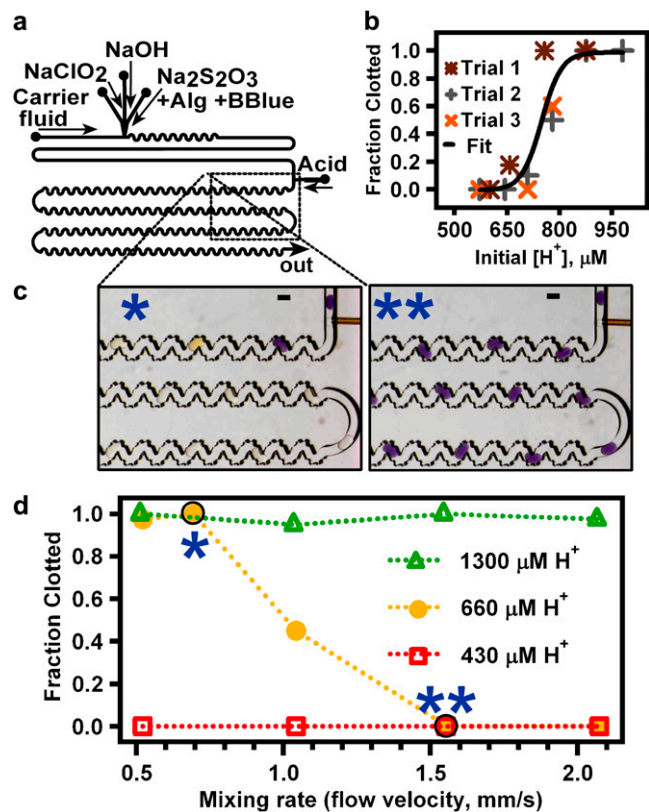 a
NaOH
NaClO2
Na2S2O3
+Alg +BBlue
Carrier
fluid
Acid
out
b
Fraction Clotted
1.0
0.8
0.6
0.4
0.2
0.0
Trial 1
Trial 2
Trial 3
Fit
500 600 700 800 900
Initial [H+], μM
c
*
**
d
Fraction Clotted
1.0
0.8
0.6
0.4
0.2
0.0
1300 μM H+
660 μM H+
430 μM H+
*
**
0.5 1.0 1.5 2.0
Mixing rate (flow velocity, mm/s)